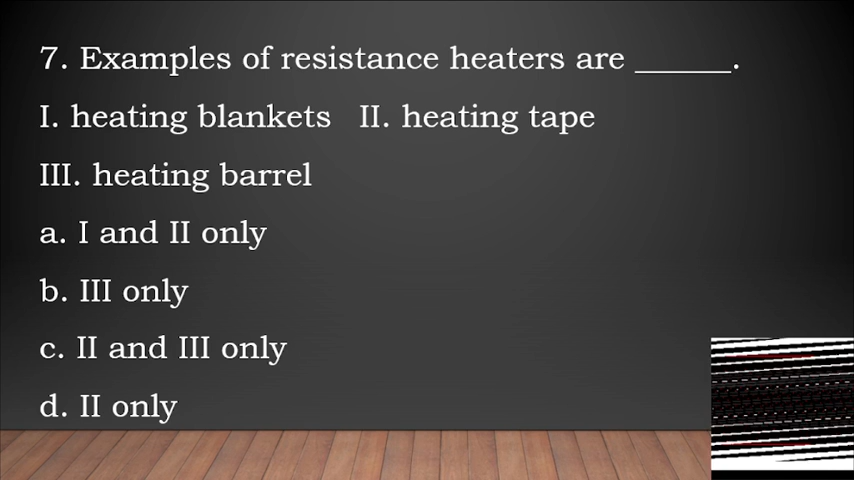 7. Examples of resistance heaters are ______.
I. heating blankets II. heating tape
III. heating barrel
a. I and II only
b. III only
c. II and III only
d. II only